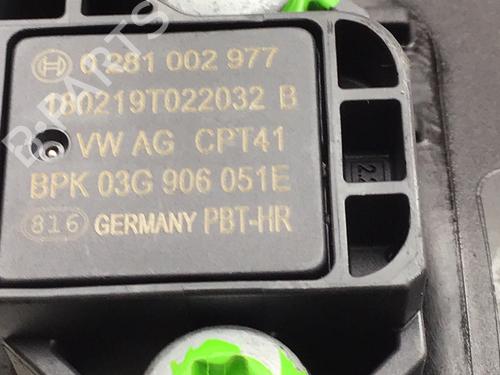 0 281 002 977
180219T022032 B
VW AG CPT41
BPK 03G 906 051E
816 GERMANY PBT-HR
B-PARTS